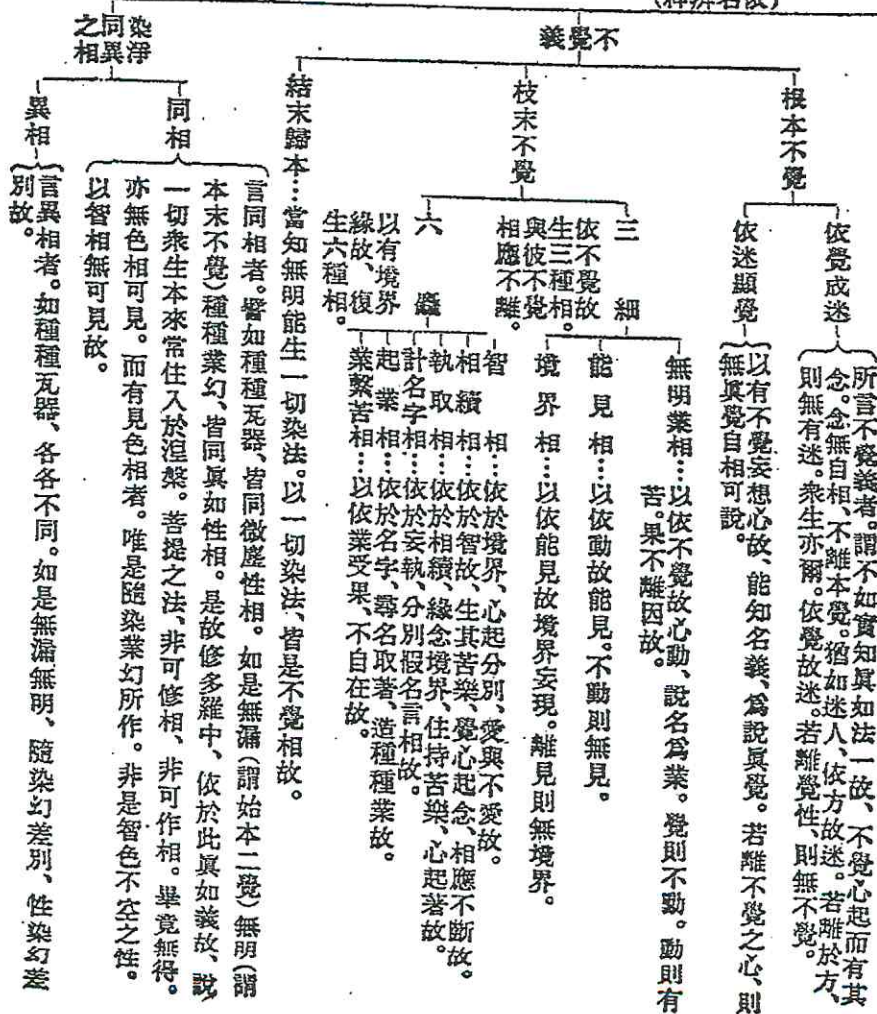 (科辨名依)
不覺義
根本不覺
依覺成迷
所言不覺義者。謂不如實知眞如法一故、不覺心起而有其
念。念無自相、不離本覺。猶如迷人、依方故迷。若離於方、
則無有迷。衆生亦爾。依覺故迷。若離覺性、則無不覺。
依迷顯覺
以有不覺妄想心故、能知名義、爲說眞覺。若離不覺之心、則
無眞覺自相可說。
枝末不覺
三細
依不覺故
生三種相。
與彼不覺
相應不離。
無明業相…以依不覺故心動、說名爲業。覺則不動。動則有
苦。果不離因故。
能見相…以依動故能見。不動則無見。
境界相…以依能見故境界妄現。離見則無境界。
六麤
以有境界
緣故、復
生六種相。
智相…依於境界、心起分別、愛與不愛故。
相續相…依於智故、生其苦樂、覺心起念、相應不斷故。
執取相…依於相續、緣念境界、住持苦樂、心起著故。
計名字相…依於妄執、分別假名言相故。
起業相…依於名字、尋名取著、造種種業故。
業繫苦相…以依業受果、不自在故。
結末歸本…當知無明能生一切染法。以一切染法、皆是不覺相故。
染淨
同異
之相
同相
言同相者。譬如種種瓦器、皆同微塵性相。如是無漏(謂始本二覺)無明(謂
本末不覺)種種業幻、皆同眞如性相。是故修多羅中、依於此眞如義故、說
一切衆生本來常住入於涅槃。菩提之法、非可修相、非可作相。畢竟無得。
亦無色相可見。而有見色相者。唯是隨染業幻所作。非是智色不空之性。
以智相無可見故。
異相
言異相者。如種種瓦器、各各不同。如是無漏無明、隨染幻差別、性染幻差
別故。